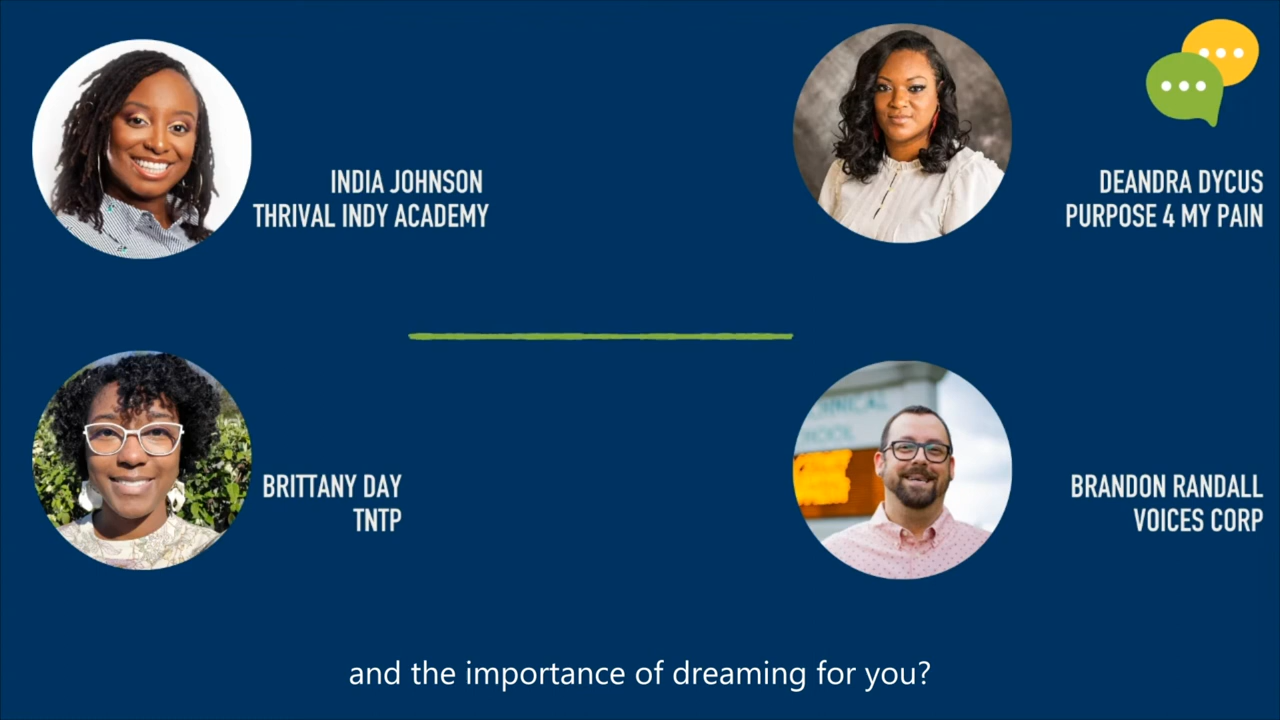 INDIA JOHNSON
THRIVAL INDY ACADEMY
DEANDRA DYCUS
PURPOSE 4 MY PAIN
BRITTANY DAY
TNTP
BRANDON RANDALL
VOICES CORP
and the importance of dreaming for you?